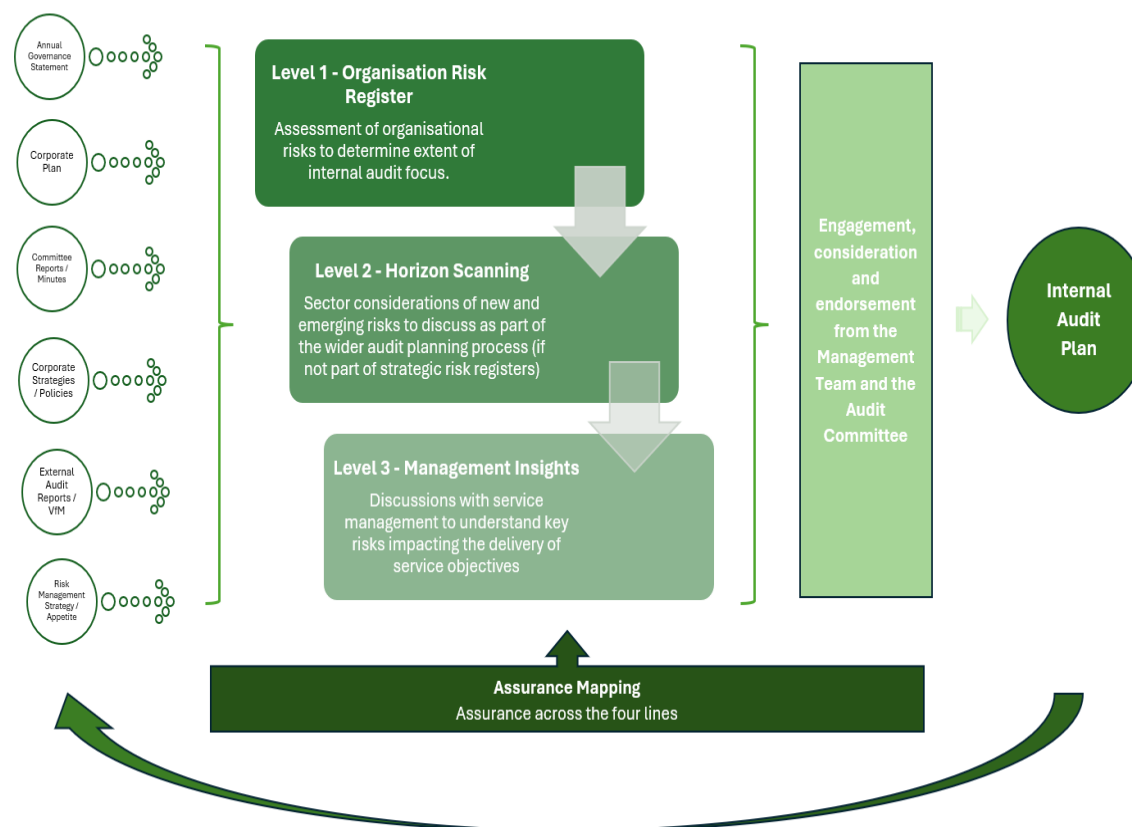 Annual
Governance
Statement
Corporate
Plan
Committee
Reports /
Minutes
Corporate
Strategies
/ Policies
External
Audit
Reports /
VfM
Risk
Management
Strategy /
Appetite
Level 1 - Organisation Risk
Register
Assessment of organisational
risks to determine extent of
internal audit focus.
Level 2 - Horizon Scanning
Sector considerations of new and
emerging risks to discuss as part of
the wider audit planning process (if
not part of strategic risk registers)
Level 3 - Management Insights
Discussions with service
management to understand key
risks impacting the delivery of
service objectives
Engagement,
consideration
and
endorsement
from the
Management
Team and the
Audit
Committee
Internal
Audit
Plan
Assurance Mapping
Assurance across the four lines